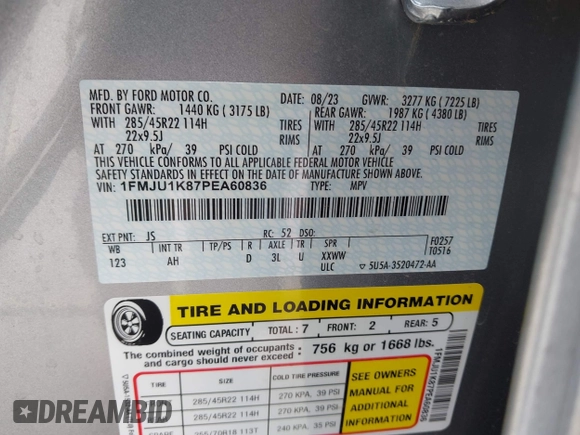 MFD. BY FORD MOTOR CO.
DATE: 08/23 GVWR: 3277 KG ( 7225 LB)
FRONT GAWR: 1440 KG ( 3175 LB) REAR GAWR: 1987 KG ( 4380 LB)
WITH 285/45R22 114H TIRES WITH 285/45R22 114H TIRES
22x9.5J RIMS 22x9.5J RIMS
AT 270 kPa/ 39 PSI COLD AT 270 kPa/ 39 PSI COLD
THIS VEHICLE CONFORMS TO ALL APPLICABLE FEDERAL MOTOR VEHICLE
SAFETY STANDARDS IN EFFECT ON THE DATE OF MANUFACTURE SHOWN ABOVE.
VIN: 1FMJU1K87PEA60836 TYPE: MPV
EXT PNT: JS RC: 52 DSO:
WB INT TR TP/PS R AXLE TR SPR
123 AH D 3L U XXWW
ULC
F0257
T0516
5U5A-3520472-AA
TIRE AND LOADING INFORMATION
SEATING CAPACITY TOTAL: 7 FRONT: 2 REAR: 5
The combined weight of occupants and cargo should never exceed: 756 kg or 1668 lbs.
TIRE SIZE COLD TIRE PRESSURE
285/45R22 114H 270 KPA, 39 PSI
285/45R22 114H 270 KPA, 39 PSI
113T 240 KPA, 35 PSI
SEE OWNERS
MANUAL FOR
ADDITIONAL
INFORMATION
1FMJU1K87PEA60836
DEALERBASE